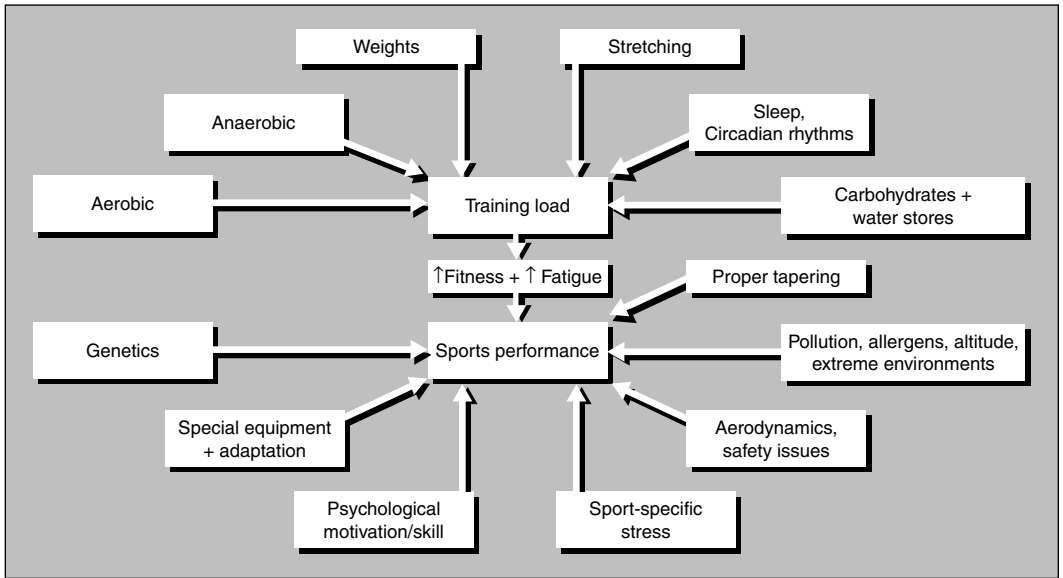 Weights
Stretching
Anaerobic
Sleep,
Circadian rhythms
Aerobic
Training load
Carbohydrates +
water stores
↑Fitness + ↑ Fatigue
Proper tapering
Genetics
Sports performance
Pollution, allergens, altitude,
extreme environments
Special equipment
+ adaptation
Aerodynamics,
safety issues
Psychological
motivation/skill
Sport-specific
stress